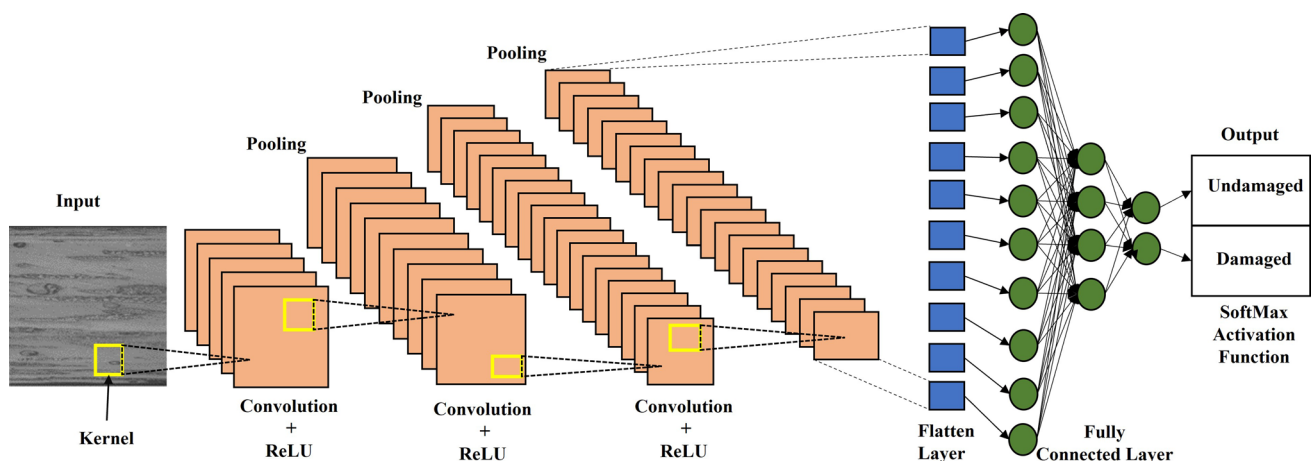 Input
Kernel
Pooling
Pooling
Pooling
Convolution
+
ReLU
Convolution
+
ReLU
Convolution
+
ReLU
Flatten
Layer
Fully
Connected Layer
Output
Undamaged
Damaged
SoftMax
Activation
Function